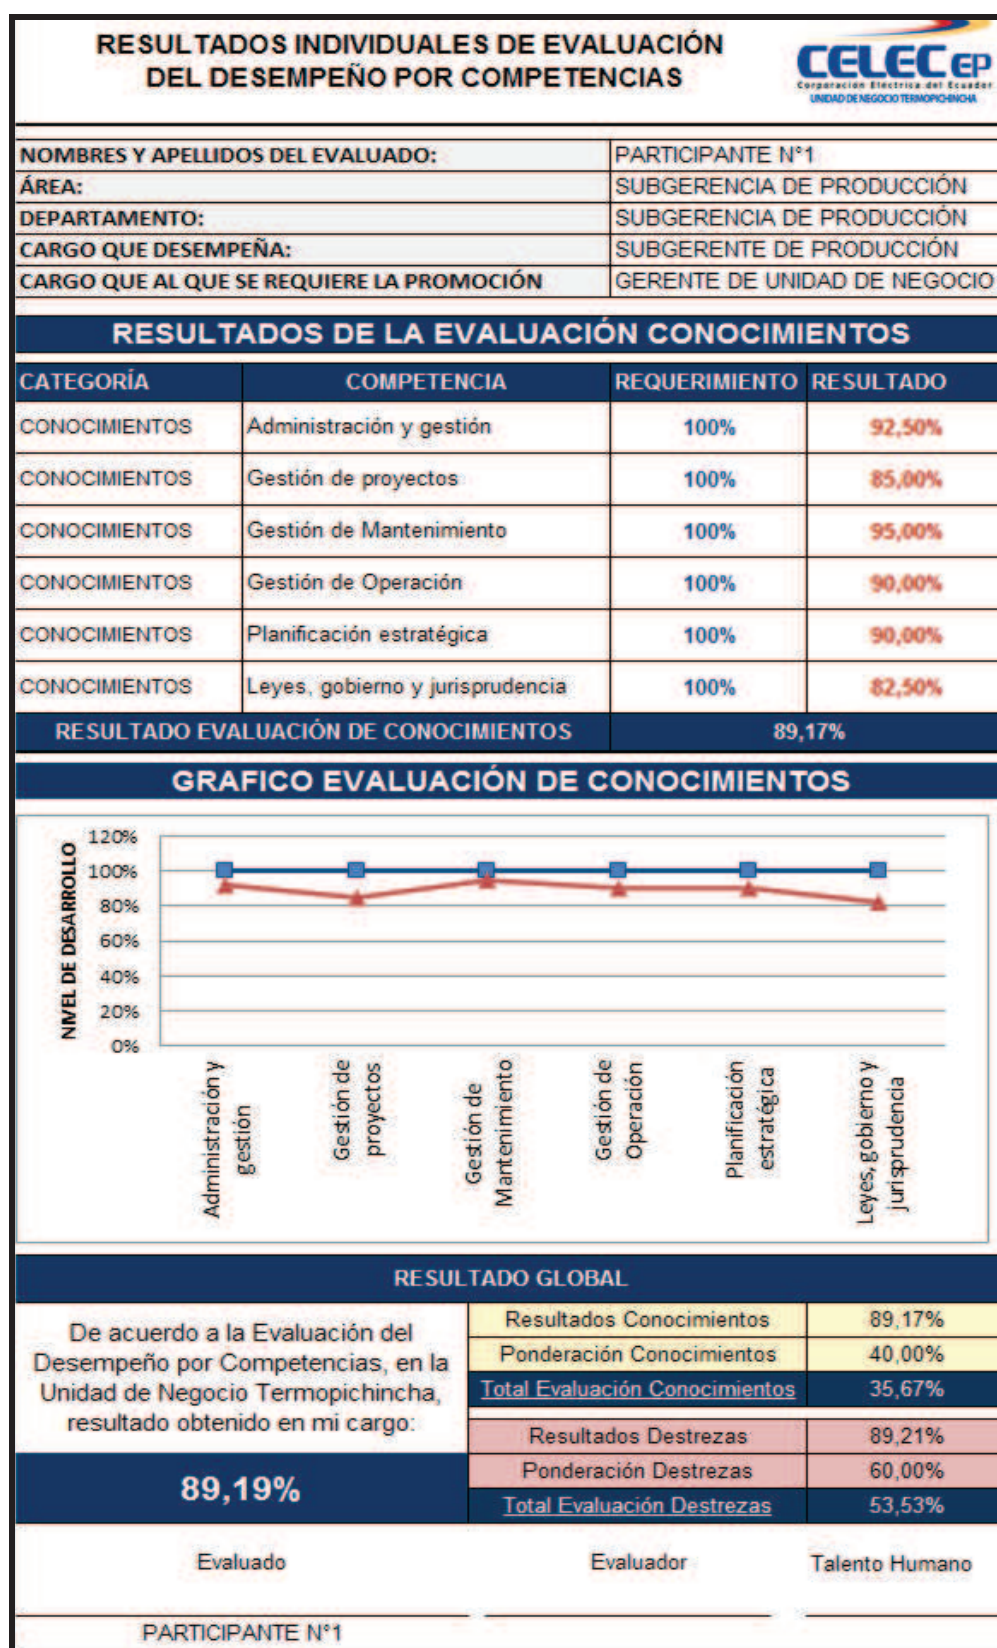 RESULTADOS INDIVIDUALES DE EVALUACIÓN
DEL DESEMPEÑO POR COMPETENCIAS
CELEC EP
Corporación Eléctrica del Ecuador
UNIDAD DE NEGOCIO TERMOPICHINCHA
NOMBRES Y APELLIDOS DEL EVALUADO: PARTICIPANTE N°1
ÁREA: SUBGERENCIA DE PRODUCCIÓN
DEPARTAMENTO: SUBGERENCIA DE PRODUCCIÓN
CARGO QUE DESEMPEÑA: SUBGERENTE DE PRODUCCIÓN
CARGO QUE AL QUE SE REQUIERE LA PROMOCIÓN GERENTE DE UNIDAD DE NEGOCIO
RESULTADOS DE LA EVALUACIÓN CONOCIMIENTOS
CATEGORÍA COMPETENCIA REQUERIMIENTO RESULTADO
CONOCIMIENTOS Administración y gestión 100% 92,50%
CONOCIMIENTOS Gestión de proyectos 100% 85,00%
CONOCIMIENTOS Gestión de Mantenimiento 100% 95,00%
CONOCIMIENTOS Gestión de Operación 100% 90,00%
CONOCIMIENTOS Planificación estratégica 100% 90,00%
CONOCIMIENTOS Leyes, gobierno y jurisprudencia 100% 82,50%
RESULTADO EVALUACIÓN DE CONOCIMIENTOS 89,17%
GRAFICO EVALUACIÓN DE CONOCIMIENTOS
NIVEL DE DESARROLLO
120%
100%
80%
60%
40%
20%
0%
Administración y
gestión
Gestión de
proyectos
Gestión de
Mantenimiento
Gestión de
Operación
Planificación
estratégica
Leyes, gobierno y
jurisprudencia
RESULTADO GLOBAL
De acuerdo a la Evaluación del
Desempeño por Competencias, en la
Unidad de Negocio Termopichincha,
resultado obtenido en mi cargo:
89,19%
Resultados Conocimientos 89,17%
Ponderación Conocimientos 40,00%
Total Evaluación Conocimientos 35,67%
Resultados Destrezas 89,21%
Ponderación Destrezas 60,00%
Total Evaluación Destrezas 53,53%
Evaluado Evaluador Talento Humano
PARTICIPANTE N°1